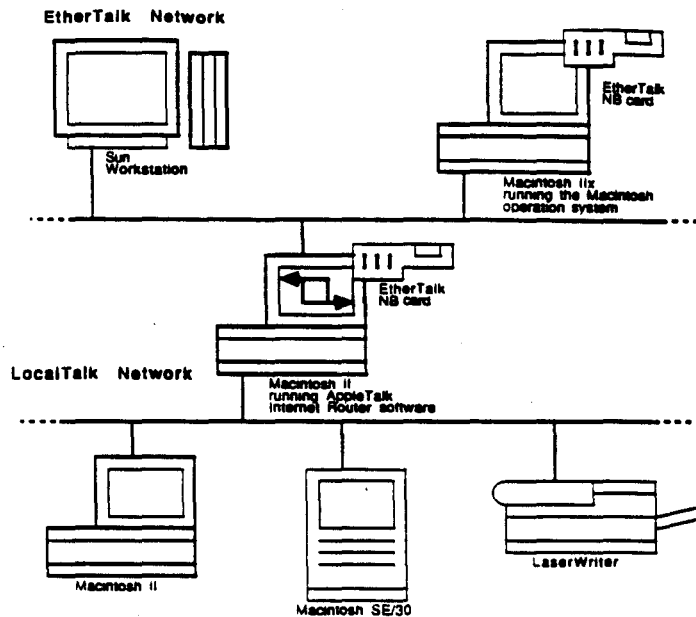 EtherTalk Network
EtherTalk
NB card
Sun
Workstation
Macintosh IIx
running the Macintosh
operation system
EtherTalk
NB card
LocalTalk Network
Macintosh II
running AppleTalk
Internet Router software
Macintosh II
Macintosh SE/30
LaserWriter